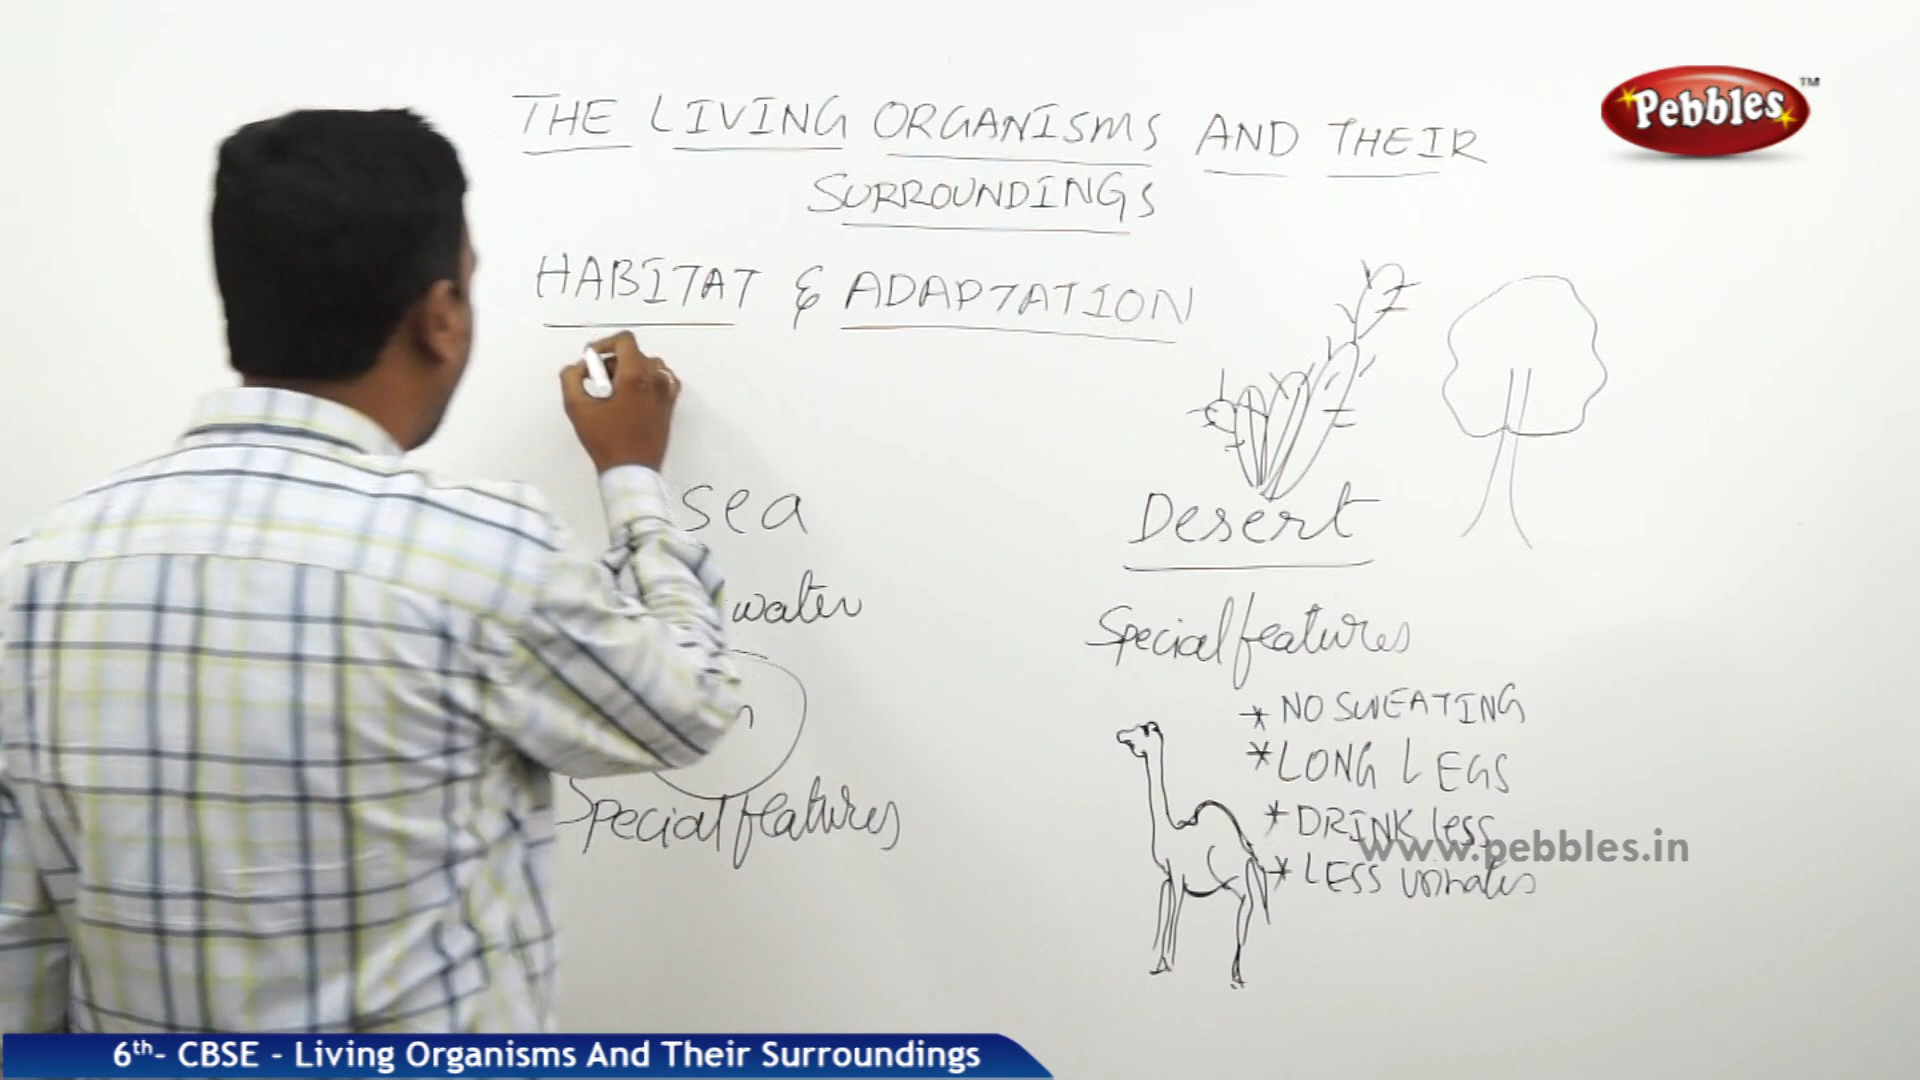 Pebbles™
THE LIVING ORGANISMS AND THEIR
SURROUNDINGS
HABITAT & ADAPTATION
sea
water
Special features
Desert
Special features
* NO SWEATING
* LONG LEGS
* DRINK less
* LESS
www.pebbles.in
6th- CBSE - Living Organisms And Their Surroundings